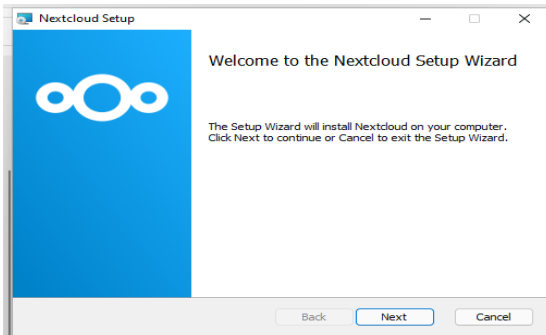 Nextcloud Setup
Welcome to the Nextcloud Setup Wizard
The Setup Wizard will install Nextcloud on your computer.
Click Next to continue or Cancel to exit the Setup Wizard.
Back Next Cancel